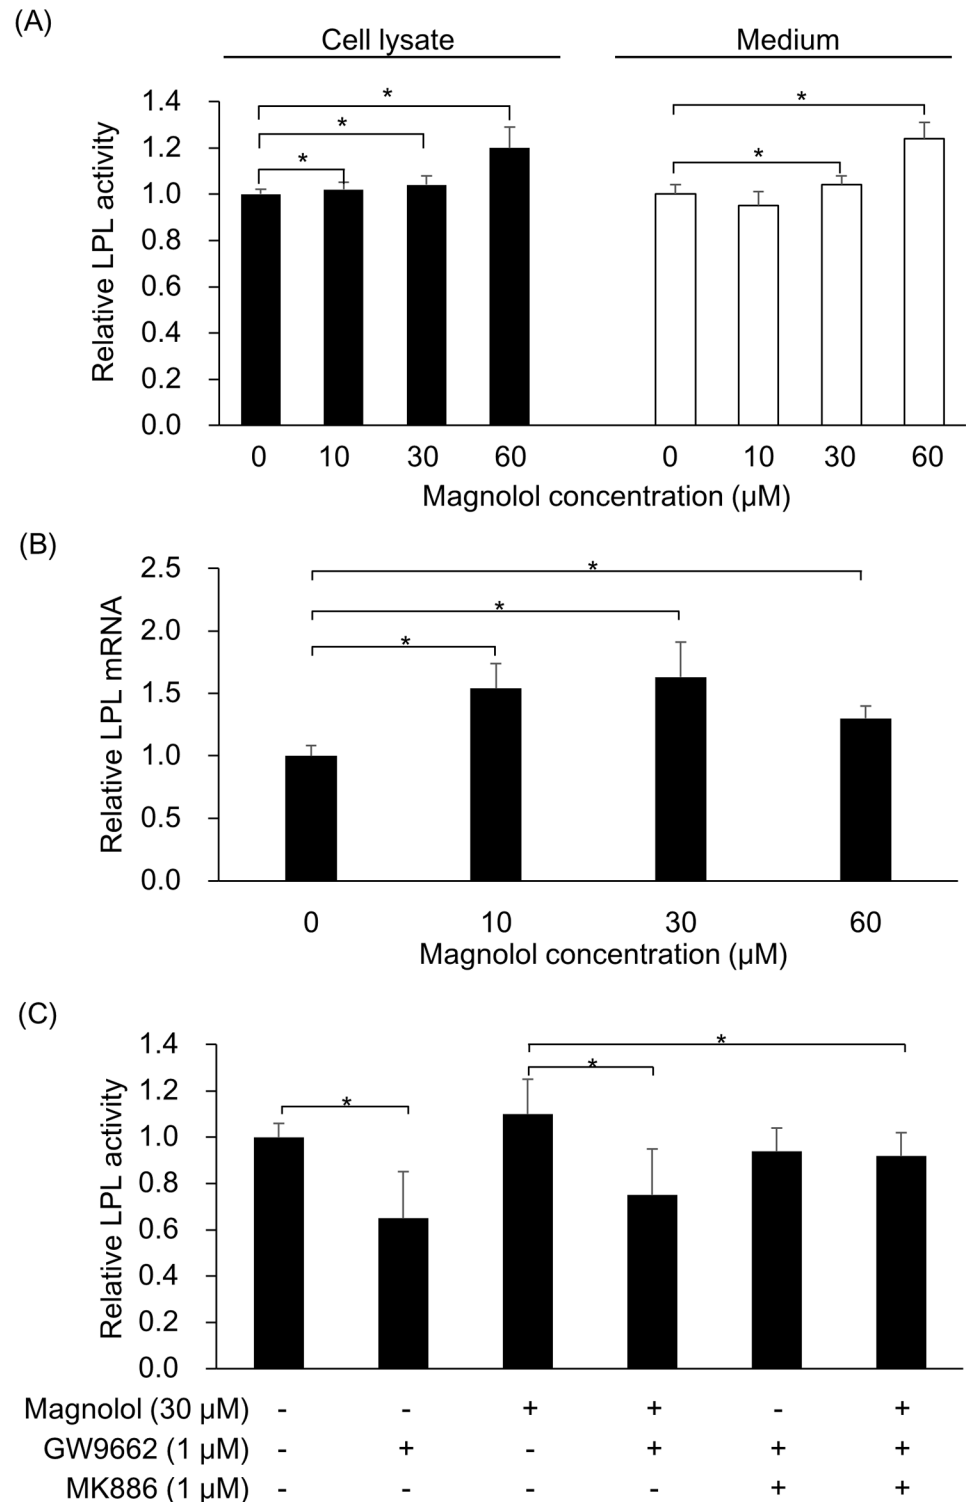 (A)
Cell lysate Medium
Relative LPL activity
1.4
1.2
1.0
0.8
0.6
0.4
0.2
0.0
* * *
* *
0 10 30 60 0 10 30 60
Magnolol concentration (µM)
(B)
Relative LPL mRNA
2.5
2.0
1.5
1.0
0.5
0.0
*
*
*
0 10 30 60
Magnolol concentration (µM)
(C)
Relative LPL activity
1.4
1.2
1.0
0.8
0.6
0.4
0.2
0.0
* * *
Magnolol (30 µM) - - + + - +
GW9662 (1 µM) - + - + + +
MK886 (1 µM) - - - - + +